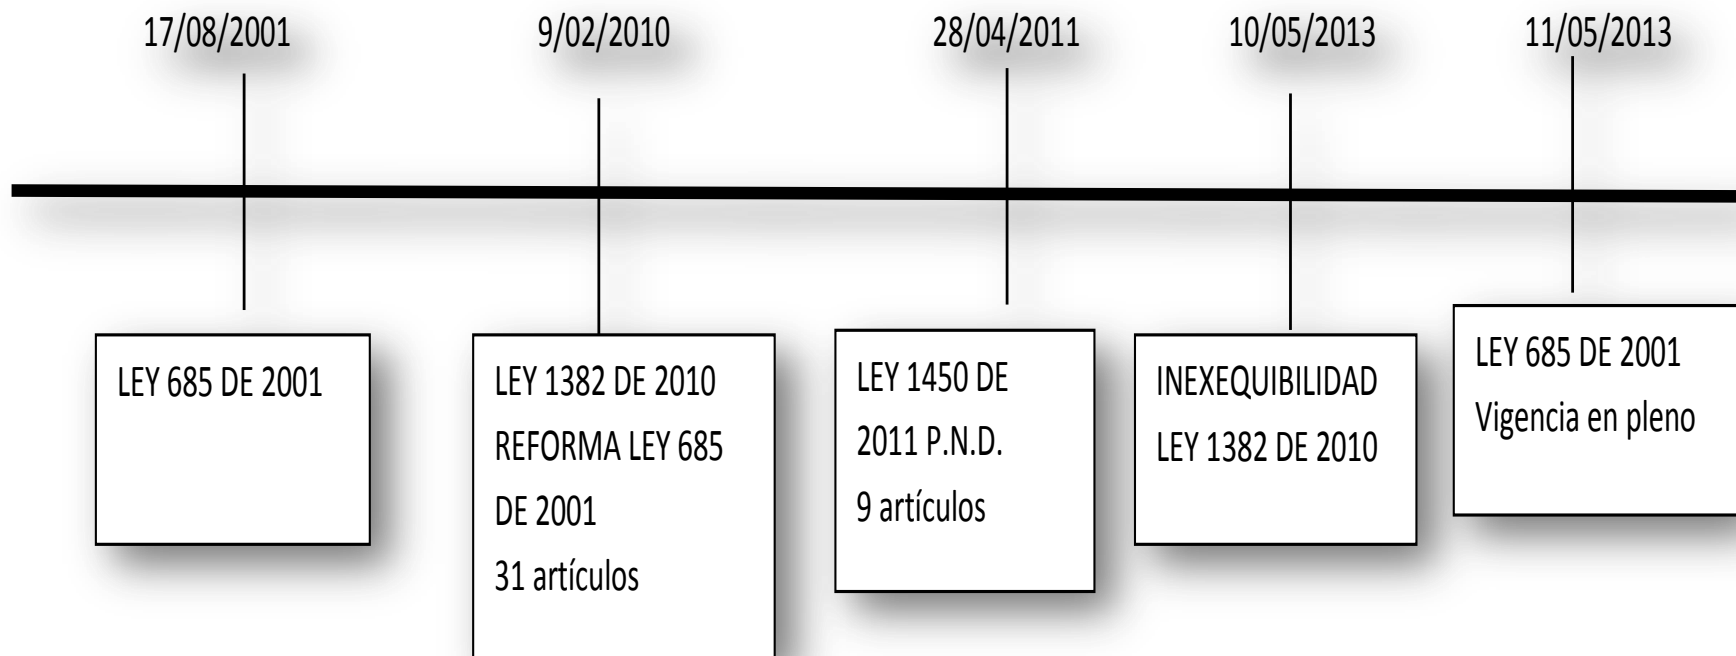 17/08/2001
9/02/2010
28/04/2011
10/05/2013
11/05/2013
LEY 685 DE 2001
LEY 1382 DE 2010
REFORMA LEY 685
DE 2001
31 artículos
LEY 1450 DE
2011 P.N.D.
9 artículos
INEXEQUIBILIDAD
LEY 1382 DE 2010
LEY 685 DE 2001
Vigencia en pleno